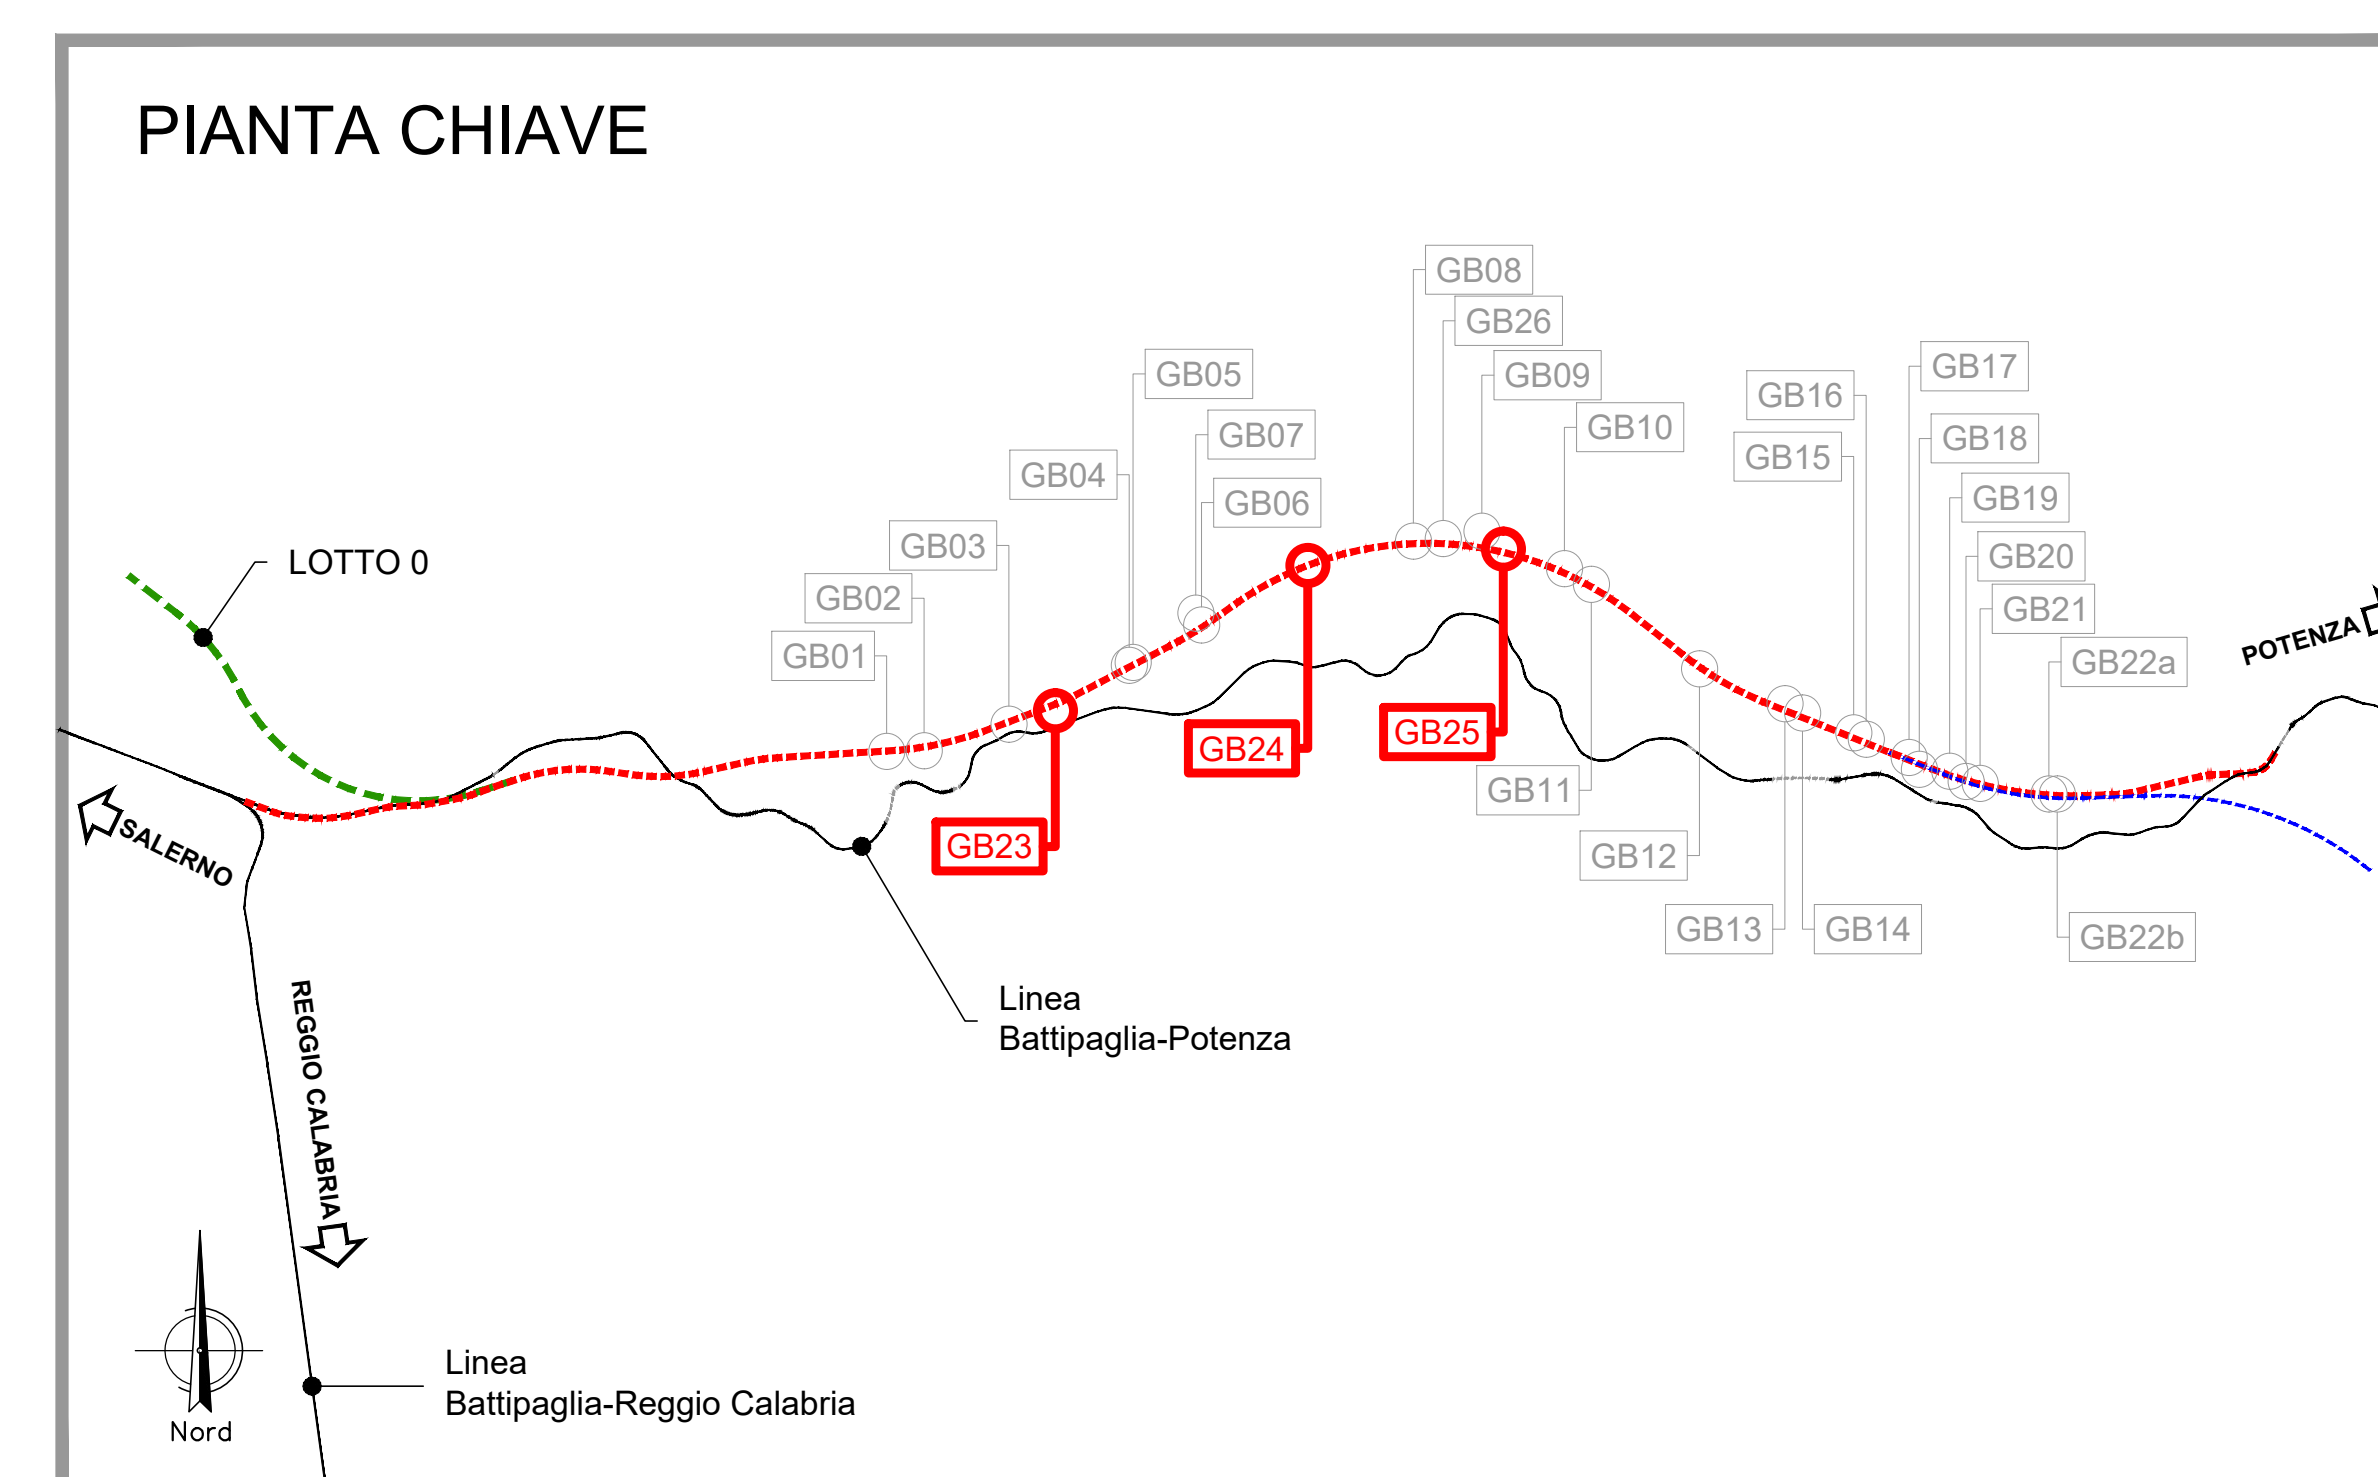 PIANTA CHIAVE
GB08
GB26
GB17
GB05
GB09
GB16
GB10
GB07
GB18
GB15
GB04
GB19
GB06
GB03
GB20
LOTTO 0
GB02
GB21
POTENZA
GB01
GB22a
GB25
GB24
GB11
GB23
SALERNO
GB12
GB13
GB14
GB22b
Linea
Battipaglia-Potenza
REGGIO CALABRIA
Linea
Battipaglia-Reggio Calabria
Nord